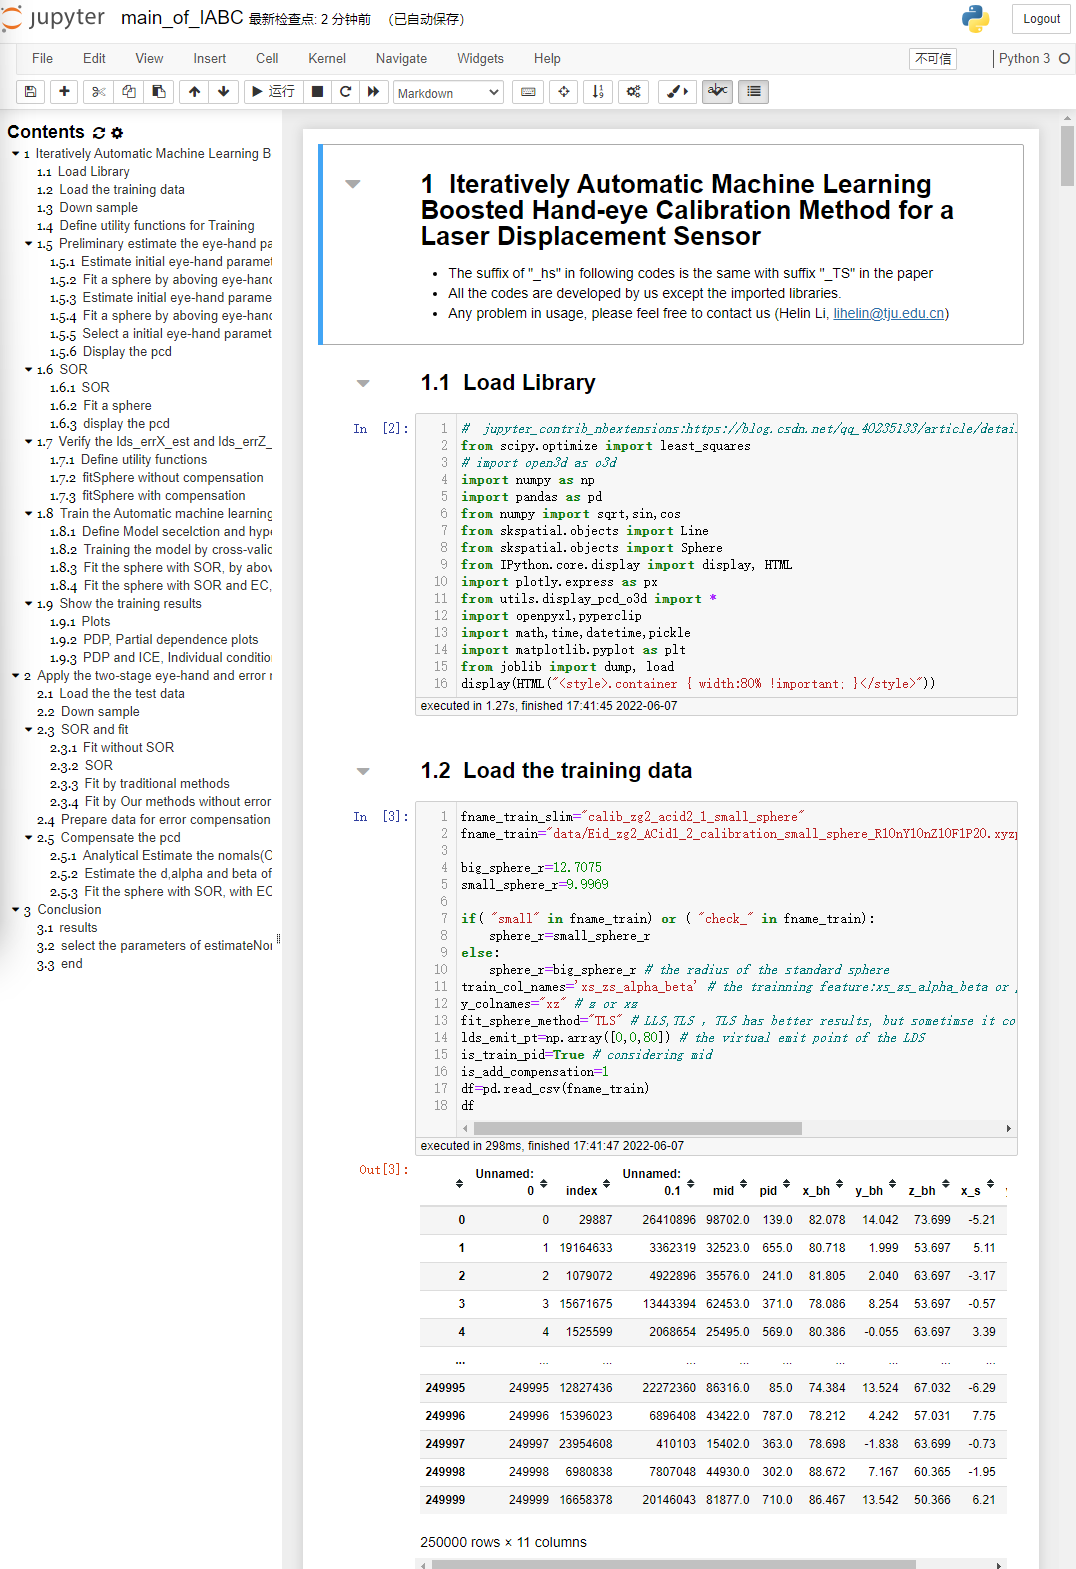 jupyter main_of_IABC 最新检查点: 2 分钟前 (已自动保存) Logout
File Edit View Insert Cell Kernel Navigate Widgets Help 不可信 Python 3
运行 Markdown
Contents
1 Iteratively Automatic Machine Learning B
1.1 Load Library
1.2 Load the training data
1.3 Down sample
1.4 Define utility functions for Training
1.5 Preliminary estimate the eye-hand pa
1.5.1 Estimate initial eye-hand paramet
1.5.2 Fit a sphere by aboving eye-hanc
1.5.3 Estimate initial eye-hand parame
1.5.4 Fit a sphere by aboving eye-hanc
1.5.5 Select a initial eye-hand paramet
1.5.6 Display the pcd
1.6 SOR
1.6.1 SOR
1.6.2 Fit a sphere
1.6.3 display the pcd
1.7 Verify the lds_errX_est and lds_errZ_
1.7.1 Define utility functions
1.7.2 fitSphere without compensation
1.7.3 fitSphere with compensation
1.8 Train the Automatic machine learning
1.8.1 Define Model secelction and hype
1.8.2 Training the model by cross-valic
1.8.3 Fit the sphere with SOR, by abov
1.8.4 Fit the sphere with SOR and EC,
1.9 Show the training results
1.9.1 Plots
1.9.2 PDP, Partial dependence plots
1.9.3 PDP and ICE, Individual conditio
2 Apply the two-stage eye-hand and error r
2.1 Load the the test data
2.2 Down sample
2.3 SOR and fit
2.3.1 Fit without SOR
2.3.2 SOR
2.3.3 Fit by traditional methods
2.3.4 Fit by Our methods without error
2.4 Prepare data for error compensation
2.5 Compensate the pcd
2.5.1 Analytical Estimate the nomals(C
2.5.2 Estimate the d,alpha and beta of
2.5.3 Fit the sphere with SOR, with EC
3 Conclusion
3.1 results
3.2 select the parameters of estimateNor
3.3 end
1 Iteratively Automatic Machine Learning
Boosted Hand-eye Calibration Method for a
Laser Displacement Sensor
• The suffix of "_hs" in following codes is the same with suffix "_TS" in the paper
• All the codes are developed by us except the imported libraries.
• Any problem in usage, please feel free to contact us (Helin Li, lihelin@tju.edu.cn)
1.1 Load Library
In [2]:
1 # jupyter_contrib_nbextensions:https://blog.csdn.net/qq_40235133/article/detai
2 from scipy.optimize import least_squares
3 # import open3d as o3d
4 import numpy as np
5 import pandas as pd
6 from numpy import sqrt,sin,cos
7 from skspatial.objects import Line
8 from skspatial.objects import Sphere
9 from IPython.core.display import display, HTML
10 import plotly.express as px
11 from utils.display_pcd_o3d import *
12 import openpyxl,pyperclip
13 import math,time,datetime,pickle
14 import matplotlib.pyplot as plt
15 from joblib import dump, load
16 display(HTML("<style>.container { width:80% !important; }</style>"))
executed in 1.27s, finished 17:41:45 2022-06-07
1.2 Load the training data
In [3]:
1 fname_train_slim="calib_zg2_acid2_1_small_sphere"
2 fname_train="data/Eid_zg2_ACid1_2_calibration_small_sphere_R10nY10nZ10F1P20.xyzp
3
4 big_sphere_r=12.7075
5 small_sphere_r=9.9969
6
7 if( "small" in fname_train) or ( "check_" in fname_train):
8 sphere_r=small_sphere_r
9 else:
10 sphere_r=big_sphere_r # the radius of the standard sphere
11 train_col_names='xs_zs_alpha_beta' # the trainning feature:xs_zs_alpha_beta or
12 y_colnames="xz" # z or xz
13 fit_sphere_method="TLS" # LLS,TLS , TLS has better results, but sometimse it co
14 lds_emit_pt=np.array([0,0,80]) # the virtual emit point of the LDS
15 is_train_pid=True # considering mid
16 is_add_compensation=1
17 df=pd.read_csv(fname_train)
18 df
executed in 298ms, finished 17:41:47 2022-06-07
Out[3]:
Unnamed: 0 index Unnamed: 0.1 mid pid x_bh y_bh z_bh x_s
0 0 29887 26410896 98702.0 139.0 82.078 14.042 73.699 -5.21
1 1 19164633 3362319 32523.0 655.0 80.718 1.999 53.697 5.11
2 2 1079072 4922896 35576.0 241.0 81.805 2.040 63.697 -3.17
3 3 15671675 13443394 62453.0 371.0 78.086 8.254 53.697 -0.57
4 4 1525599 2068654 25495.0 569.0 80.386 -0.055 63.697 3.39
... ... ... ... ... ... ... ... ... ...
249995 249995 12827436 22272360 86316.0 85.0 74.384 13.524 67.032 -6.29
249996 249996 15396023 6896408 43422.0 787.0 78.212 4.242 57.031 7.75
249997 249997 23954608 410103 15402.0 363.0 78.698 -1.838 63.699 -0.73
249998 249998 6980838 7807048 44930.0 302.0 88.672 7.167 60.365 -1.95
249999 249999 16658378 20146043 81877.0 710.0 86.467 13.542 50.366 6.21
250000 rows × 11 columns